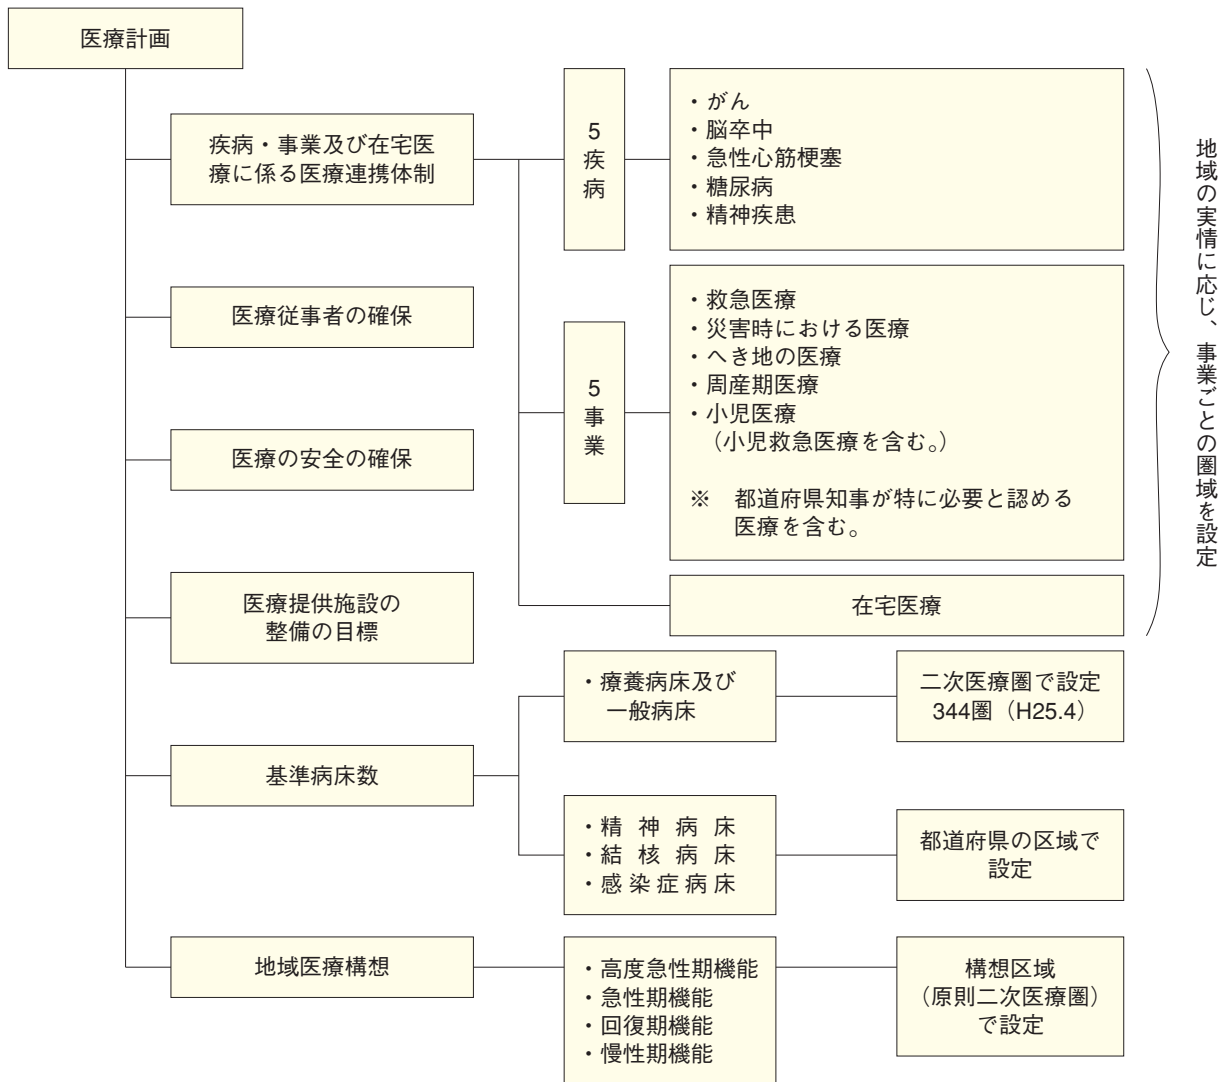 医療計画
疾病・事業及び在宅医
療に係る医療連携体制
5
疾
病
・がん
・脳卒中
・急性心筋梗塞
・糖尿病
・精神疾患
5
事
業
・救急医療
・災害時における医療
・へき地の医療
・周産期医療
・小児医療
（小児救急医療を含む。）
※　都道府県知事が特に必要と認める
医療を含む。
在宅医療
地域の実情に応じ、事業ごとの圏域を設定
医療従事者の確保
医療の安全の確保
医療提供施設の
整備の目標
基準病床数
・療養病床及び
一般病床
二次医療圏で設定
344圏（H25.4）
・精 神 病 床
・結 核 病 床
・感 染 症 病 床
都道府県の区域で
設定
地域医療構想
・高度急性期機能
・急性期機能
・回復期機能
・慢性期機能
構想区域
（原則二次医療圏）
で設定